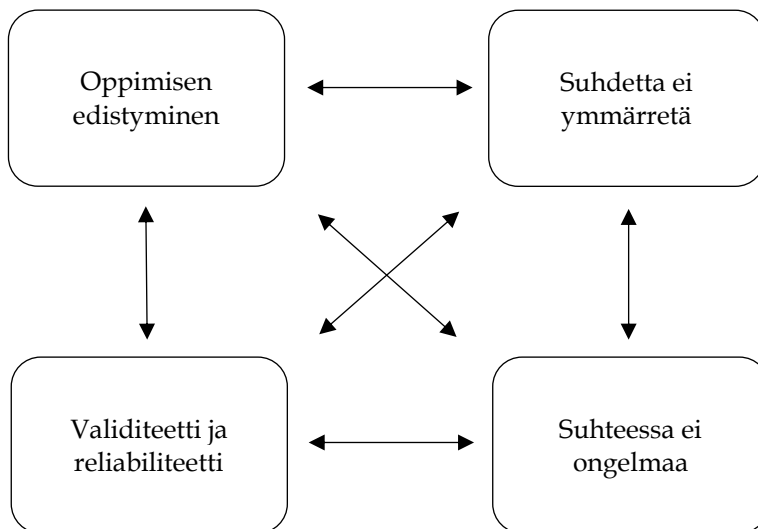 Oppimisen
edistyminen
Suhdetta ei
ymmärretä
Validiteetti ja
reliabiliteetti
Suhteessa ei
ongelmaa